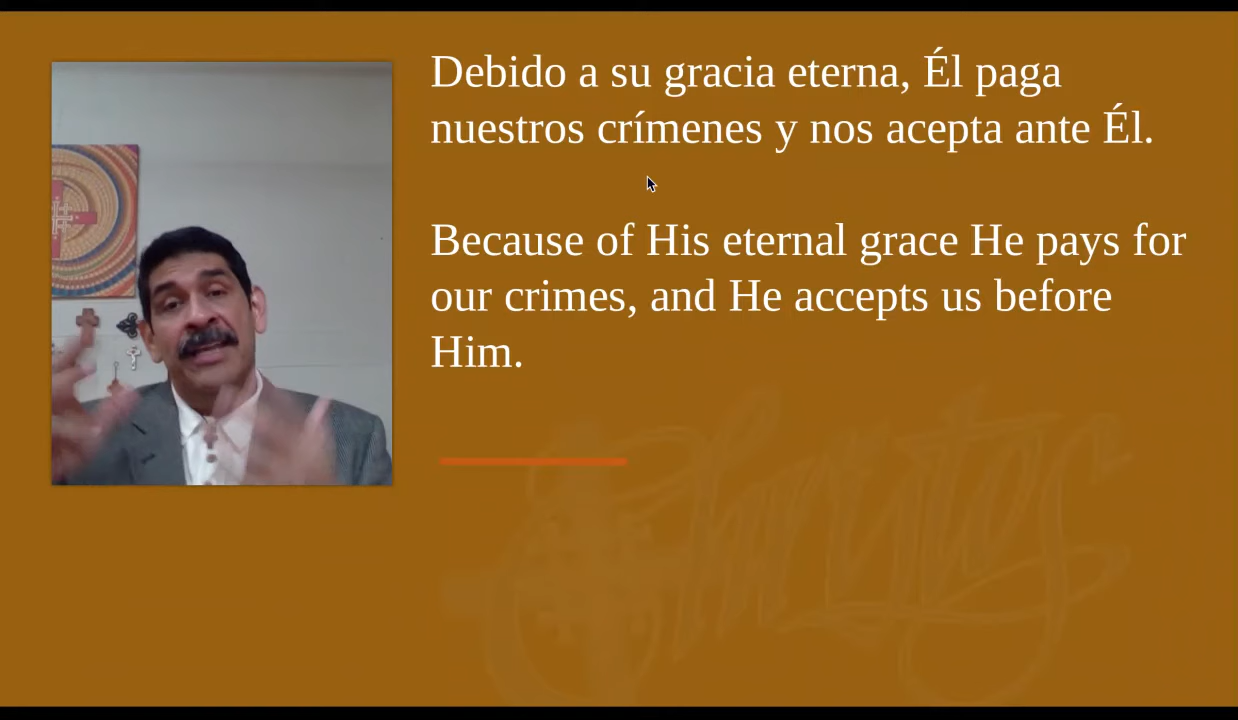 Debido a su gracia eterna, Él paga
nuestros crímenes y nos acepta ante Él.
Because of His eternal grace He pays for
our crimes, and He accepts us before
Him.